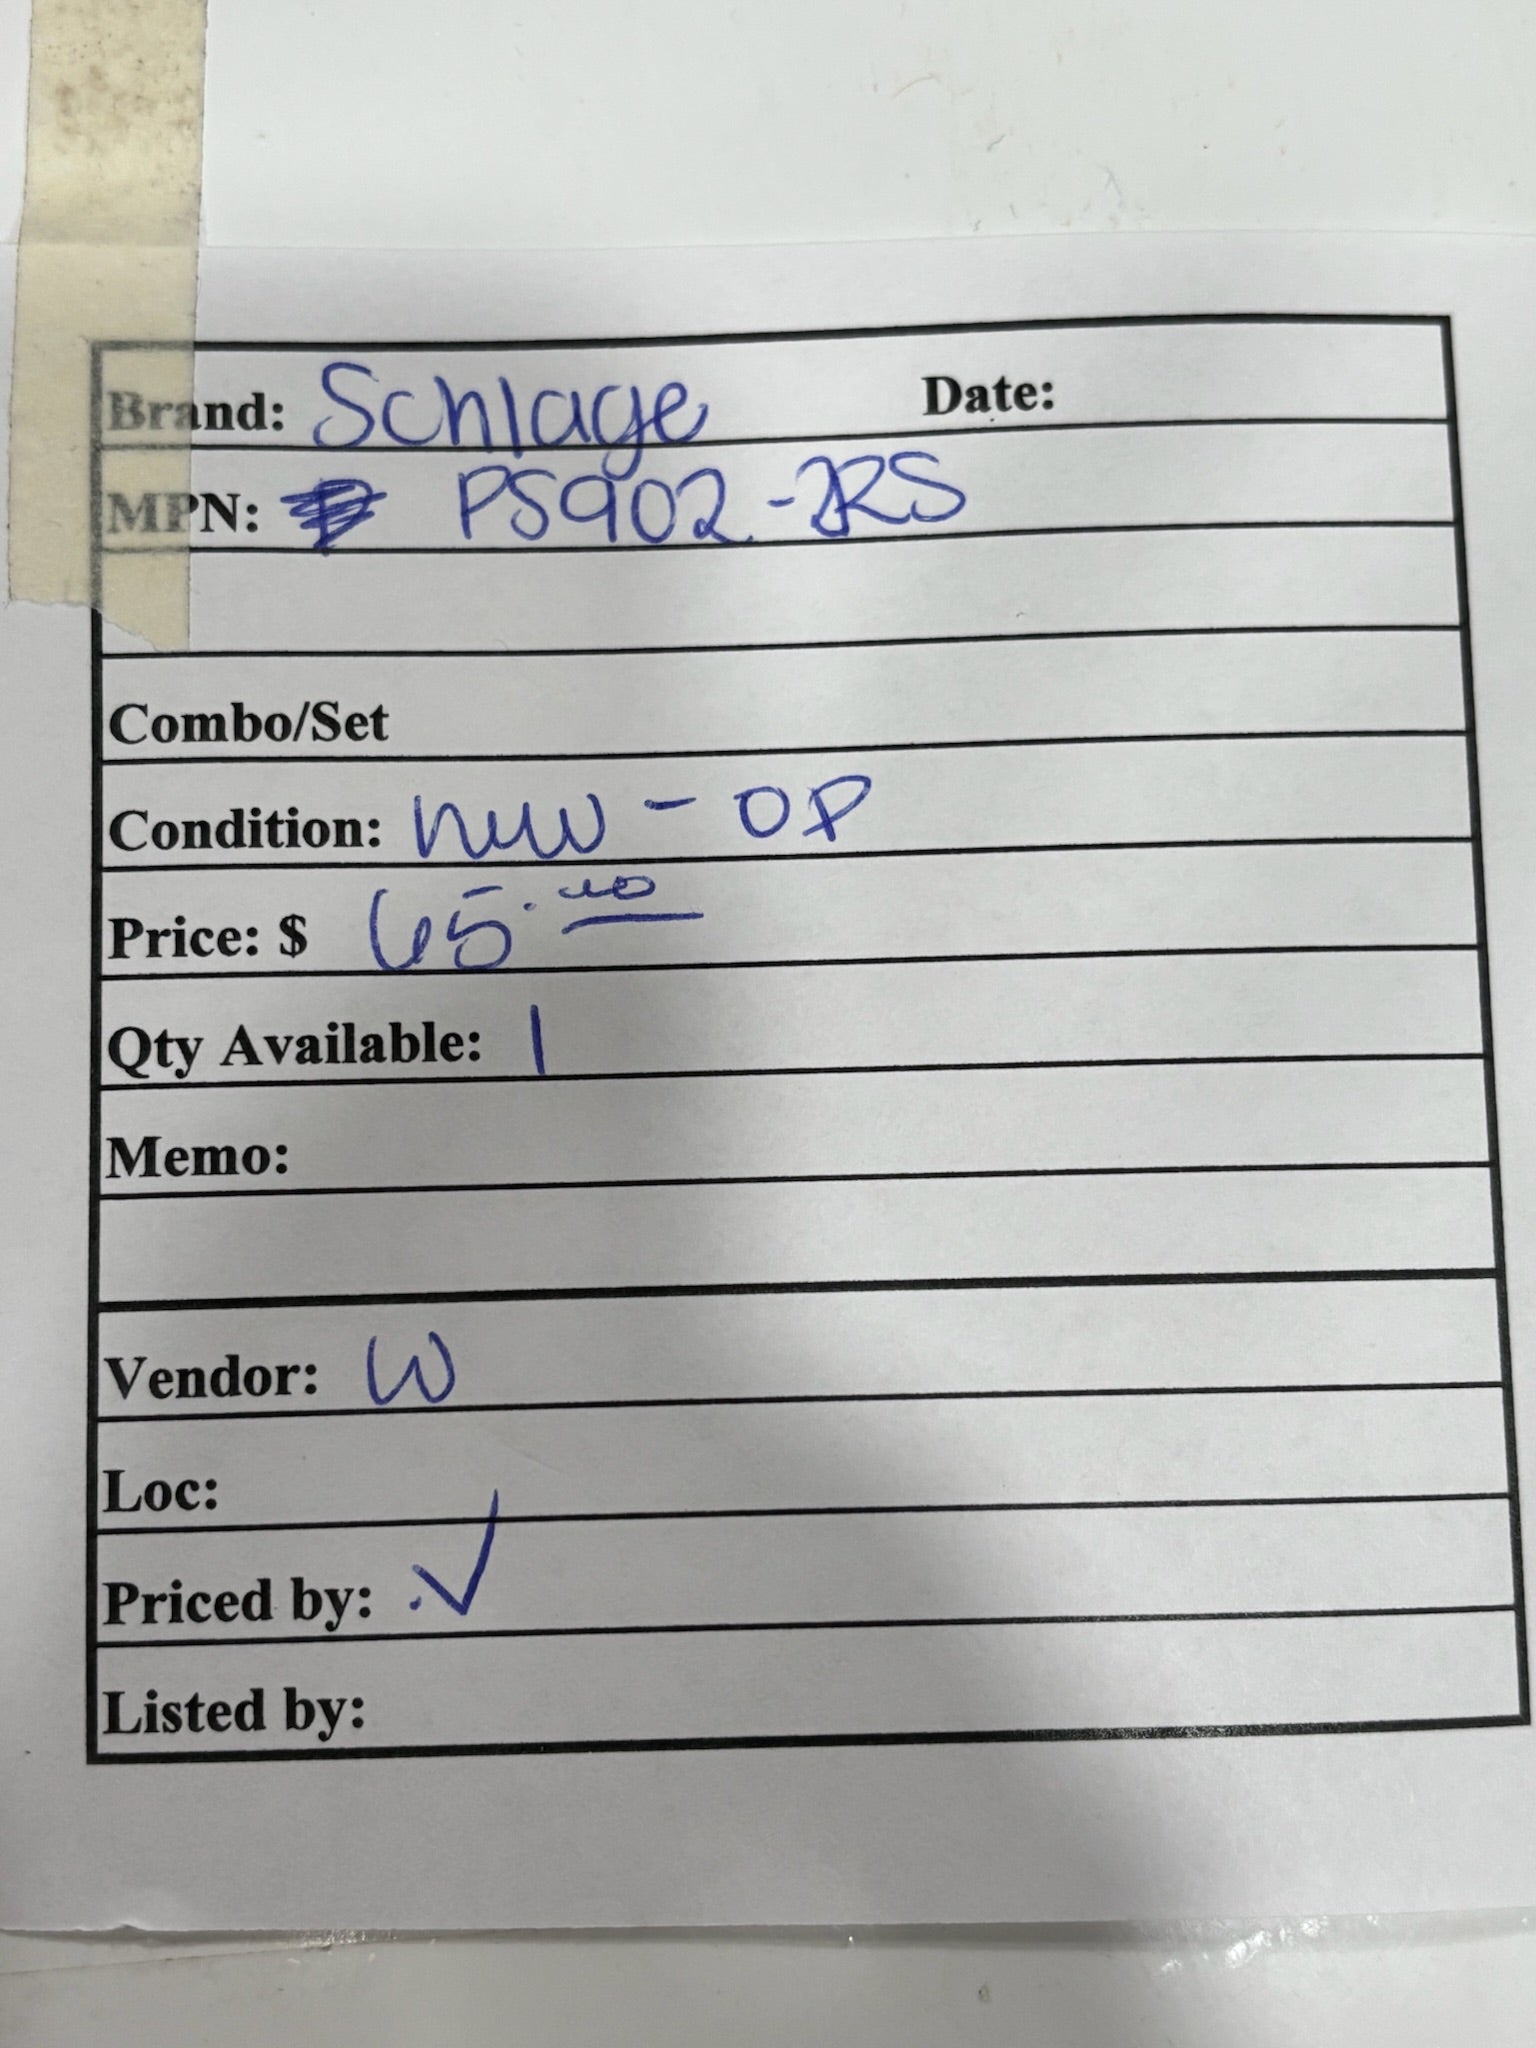 Brand: Schlage Date:
MPN: PS902-2RS
Combo/Set
Condition: new - OP
Price: $ 65.00
Qty Available: 1
Memo:
Vendor: W
Loc:
Priced by: ✓
Listed by: